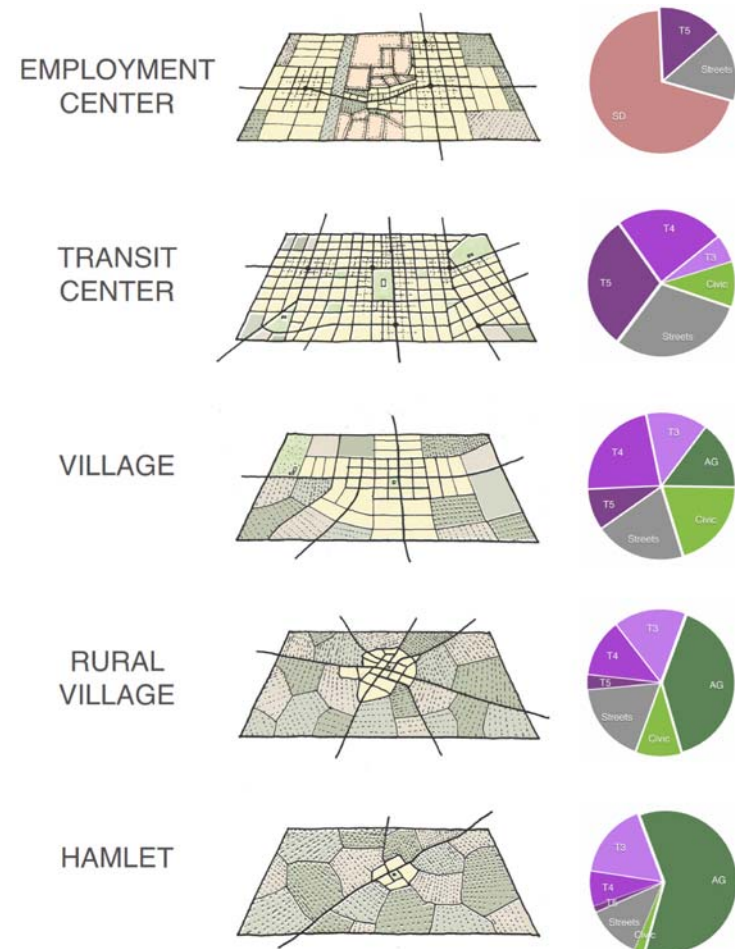 EMPLOYMENT
CENTER
T5
Streets
SD
TRANSIT
CENTER
T4
T3
T5
Civic
Streets
VILLAGE
T3
T4
AG
T5
Civic
Streets
RURAL
VILLAGE
T3
T4
T5
AG
Streets
Civic
HAMLET
T3
AG
T4
T5
Streets
Civic